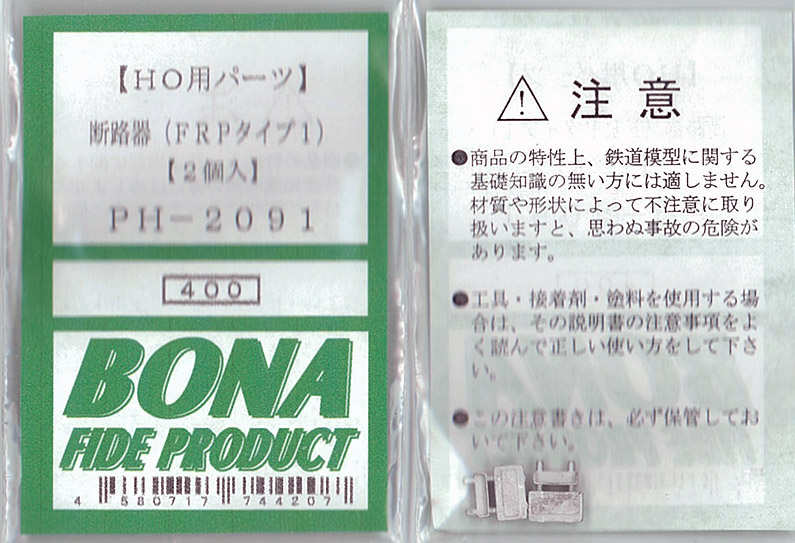 【HO用パーツ】
断路器（FRPタイプ1）
【2個入】
PH-2091
400
BONA
FIDE PRODUCT
4 580717 744207
⚠ 注意
●商品の特性上、鉄道模型に関する
基礎知識の無い方には適しません。
材質や形状によって不注意に取り
扱いますと、思わぬ事故の危険が
あります。
●工具・接着剤・塗料を使用する場
合は、その説明書の注意事項をよ
く読んで正しい使い方をして下さ
い。
●この注意書きは、必ず保管してお
いて下さい。